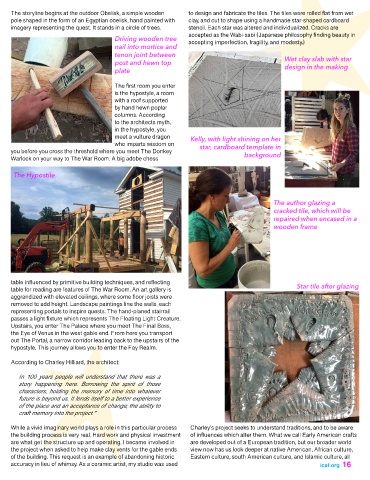 The storyline begins at the outdoor Obelisk, a simple wooden
pole shaped in the form of an Egyptian obelisk, hand painted with
imagery representing the quest. It stands in a circle of trees.
Driving wooden tree
nail into mortice and
tenon joint between
post and hewn top
plate
The first room you enter
is the hypostyle, a room
with a roof supported
by hand hewn poplar
columns. According
to the architects myth,
in the hypostyle, you
meet a vulture dragon
who imparts wisdom on
you before you cross the threshold where you meet The Donkey
Warlock on your way to The War Room. A big adobe chess
The Hypostile
table influenced by primitive building techniques, and reflecting
table for reading are features of The War Room. An art gallery is
aggrandized with elevated ceilings, where some floor joists were
removed to add height. Landscape paintings line the walls, each
representing portals to inspire quests. The hand-planed stairrail
passes a light fixture which represents The Floating Light Creature.
Upstairs, you enter The Palace where you meet The Final Boss,
the Eye of Venus in the west gable end. From here you transport
out The Portal, a narrow corridor leading back to the upstairs of the
hypostyle. This journey allows you to enter the Fay Realm.
According to Charley Hilliard, the architect:
In 100 years people will understand that there was a
story happening here. Borrowing the spirit of those
characters, holding the memory of time into whatever
future is beyond us. It lends itself to a better experience
of the place and an acceptance of change; the ability to
craft memory into the project."
While a vivid imaginary world plays a role in this particular process
the building process is very real. Hard work and physical investment
are what get the structure up and operating. I became involved in
the project when asked to help make clay vents for the gable ends
of the building. This request is an example of abandoning historic
accuracy in lieu of whimsy. As a ceramic artist, my studio was used
to design and fabricate the tiles. The tiles were rolled flat from wet
clay, and cut to shape using a handmade star-shaped cardboard
stencil. Each star was altered and individualized. Cracks are
accepted as the Wabi-sabi (Japanese philosophy finding beauty in
accepting imperfection, fragility, and modesty.)
Wet clay slab with star
design in the making
Kelly, with light shining on her
star, cardboard template in
background
The author glazing a
cracked tile, which will be
repaired when encased in a
wooden frame
Star tile after glazing
Charley's project seeks to understand traditions, and to be aware
of influences which alter them. What we call Early American crafts
are developed out of a European tradition, but our broader world
view now has us look deeper at native American, African culture,
Eastern culture, south American culture, and Islamic culture, all
ical.org 16